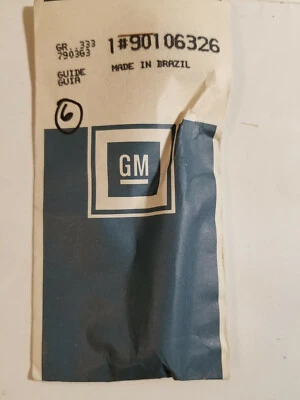 GR..333 1#90106326
790363
GUIDE MADE IN BRAZIL
GUIA
6
GM